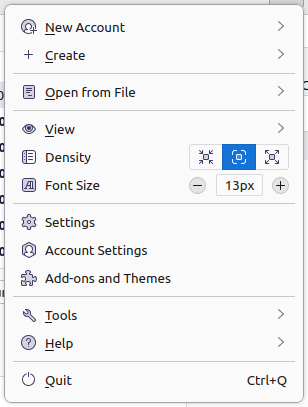 New Account
Create
Open from File
View
Density
Font Size 13px
Settings
Account Settings
Add-ons and Themes
Tools
Help
Quit Ctrl+Q